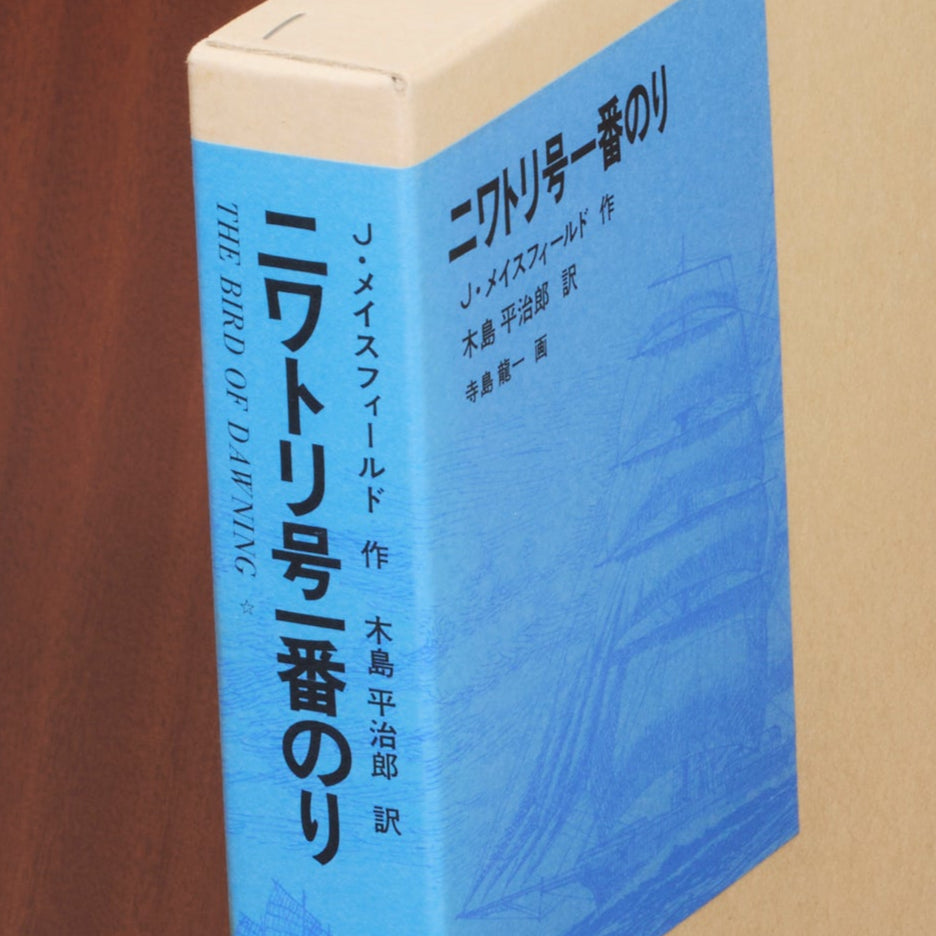 J・メイスフィールド 作　木島 平治郎 訳
ニワトリ号一番のり
THE BIRD OF DAWNING ☆
ニワトリ号一番のり
J・メイスフィールド 作
木島 平治郎 訳
寺島 龍一 画